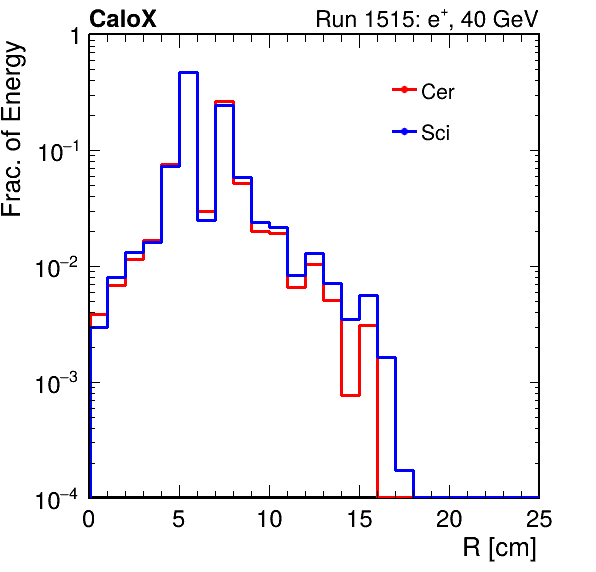 CaloX Run 1515: e⁺, 40 GeV
Frac. of Energy
1
10⁻¹
10⁻²
10⁻³
10⁻⁴
Cer
Sci
0 5 10 15 20 25
R [cm]